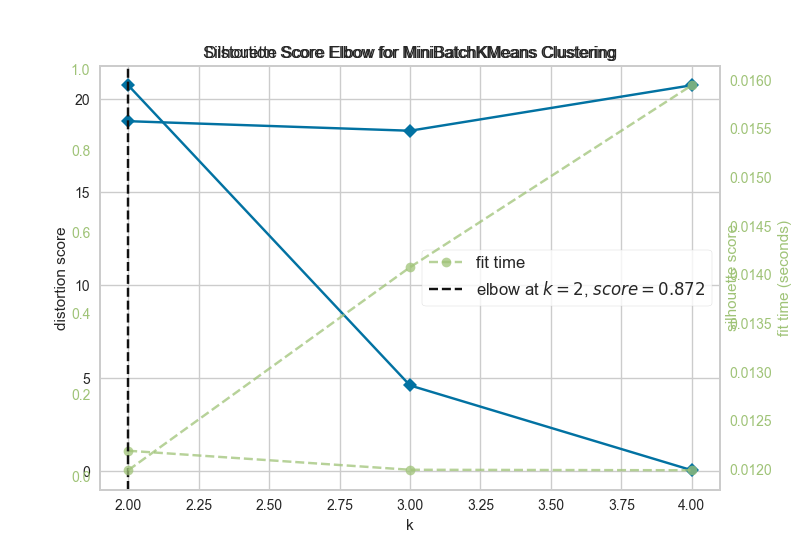 Score Elbow for MiniBatchKMeans Clustering
1.0
20
0.8
15
0.6
10
0.4
5
0.2
0
distortion score
fit time
elbow at k = 2, score = 0.872
0.0160
0.0155
0.0150
0.0145
0.0140
0.0135
0.0130
0.0125
0.0120
silhouette score
fit time (seconds)
2.00 2.25 2.50 2.75 3.00 3.25 3.50 3.75 4.00
k